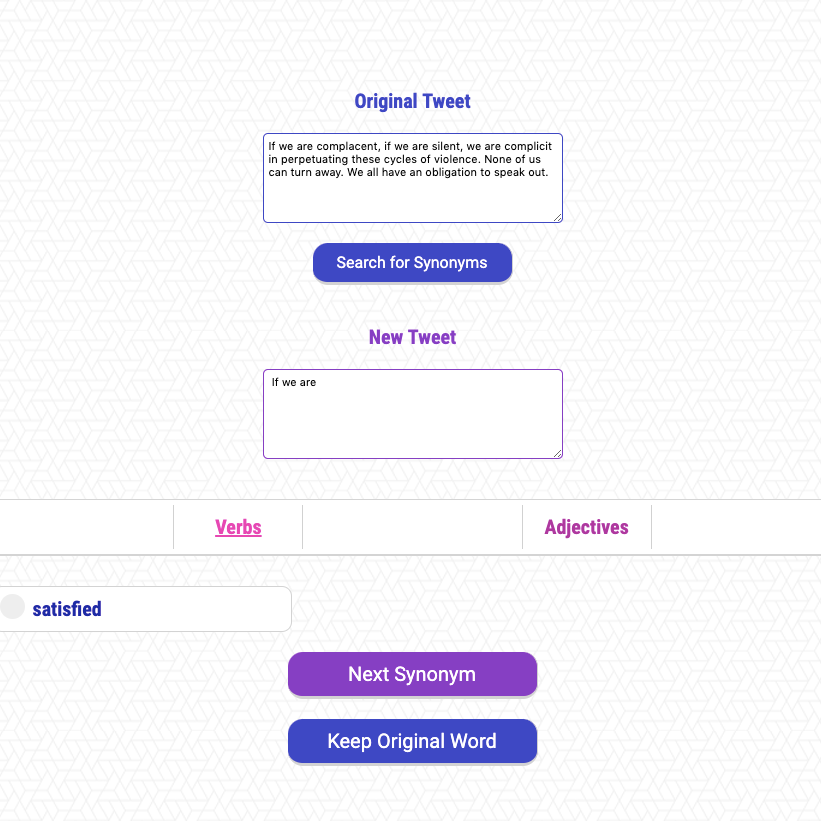 Original Tweet
If we are complacent, if we are silent, we are complicit
in perpetuating these cycles of violence. None of us
can turn away. We all have an obligation to speak out.
Search for Synonyms
New Tweet
If we are
Verbs
Adjectives
satisfied
Next Synonym
Keep Original Word